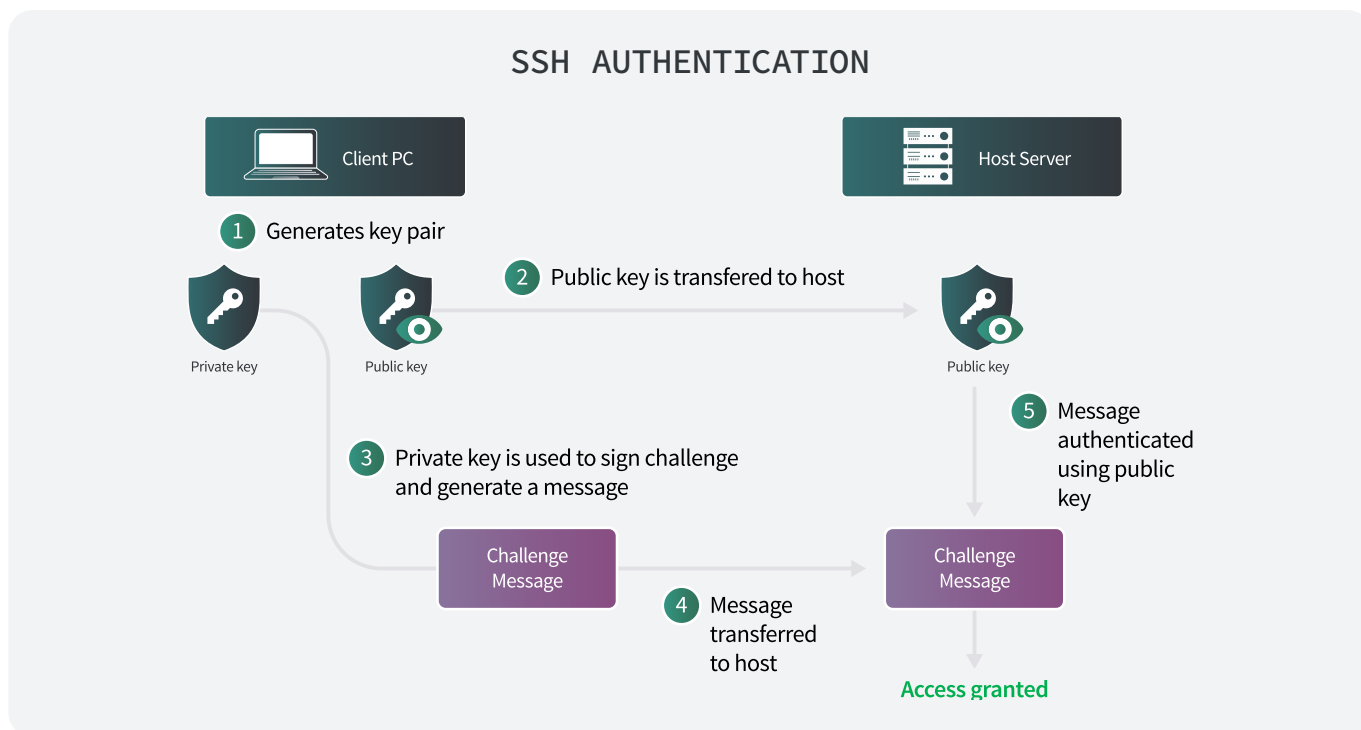 SSH AUTHENTICATION
Client PC
Host Server
1 Generates key pair
2 Public key is transfered to host
Private key
Public key
Public key
3 Private key is used to sign challenge
and generate a message
5 Message
authenticated
using public
key
Challenge
Message
Challenge
Message
4 Message
transferred
to host
Access granted